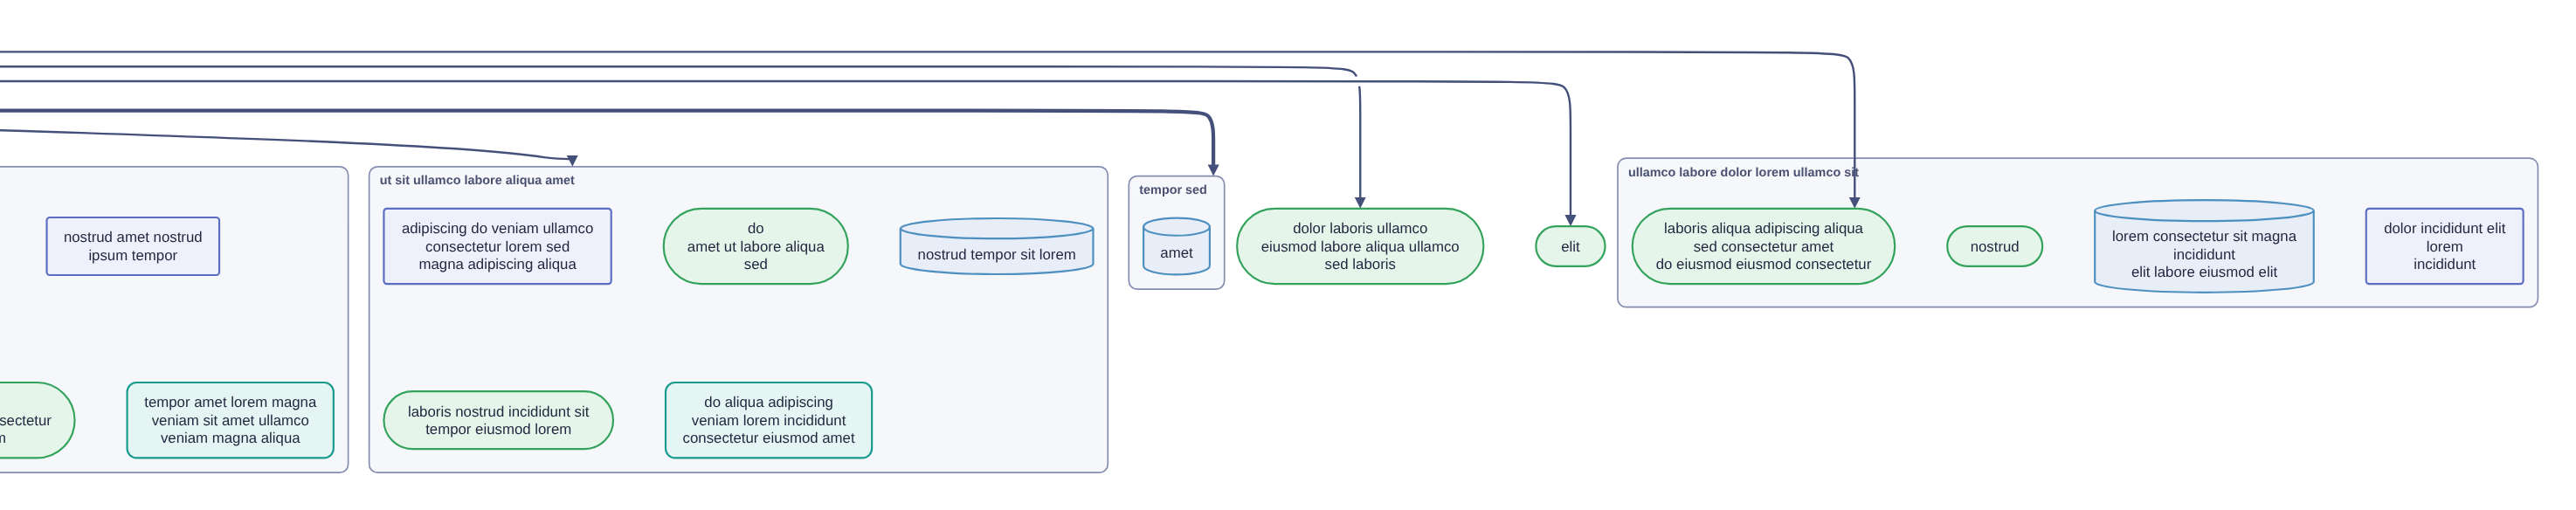 nostrud amet nostrud
ipsum tempor
tempor amet lorem magna
veniam sit amet ullamco
veniam magna aliqua
ut sit ullamco labore aliqua amet
adipiscing do veniam ullamco
consectetur lorem sed
magna adipiscing aliqua
do
amet ut labore aliqua
sed
nostrud tempor sit lorem
laboris nostrud incididunt sit
tempor eiusmod lorem
do aliqua adipiscing
veniam lorem incididunt
consectetur eiusmod amet
tempor sed
amet
dolor laboris ullamco
eiusmod labore aliqua ullamco
sed laboris
elit
ullamco labore dolor lorem ullamco sit
laboris aliqua adipiscing aliqua
sed consectetur amet
do eiusmod eiusmod consectetur
nostrud
lorem consectetur sit magna
incididunt
elit labore eiusmod elit
dolor incididunt elit
lorem
incididunt